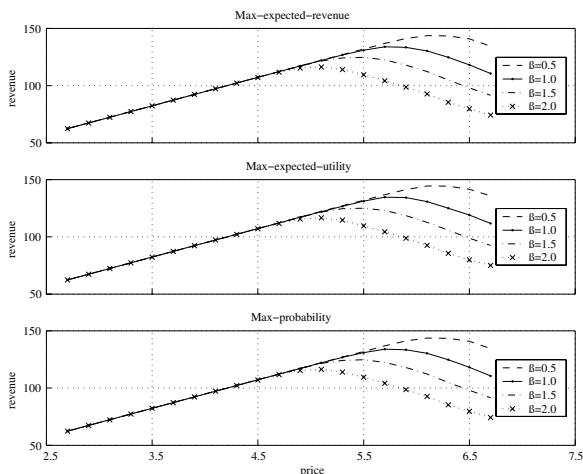 Max−expected−revenue
150
100
50
revenue
ß=0.5
ß=1.0
ß=1.5
ß=2.0
Max−expected−utility
150
100
50
revenue
ß=0.5
ß=1.0
ß=1.5
ß=2.0
Max−probability
150
100
50
revenue
ß=0.5
ß=1.0
ß=1.5
ß=2.0
2.5 3.5 4.5 5.5 6.5 7.5
price